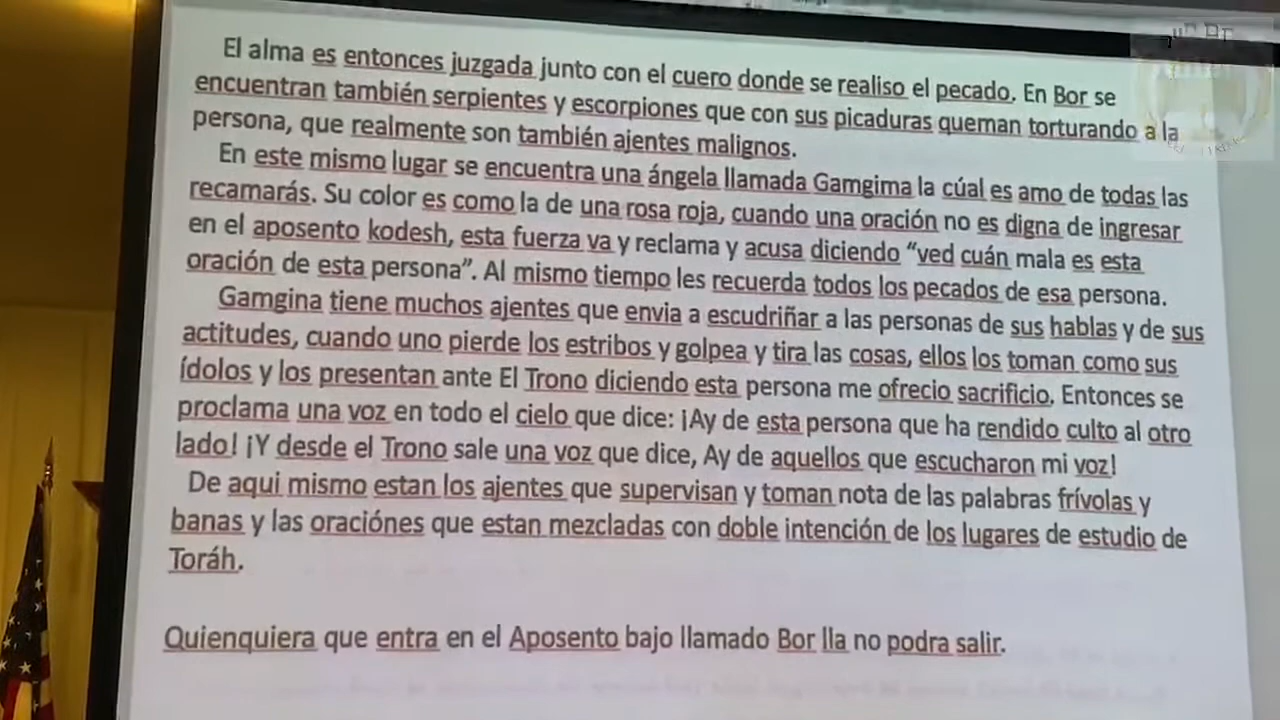 El alma es entonces juzgada junto con el cuero donde se realiso el pecado. En Bor se
encuentran también serpientes y escorpiones que con sus picaduras queman torturando a la
persona, que realmente son también ajentes malignos.
En este mismo lugar se encuentra una ángela llamada Gamgima la cúal es amo de todas las
recamarás. Su color es como la de una rosa roja, cuando una oración no es digna de ingresar
en el aposento kodesh, esta fuerza va y reclama y acusa diciendo “ved cuán mala es esta
oración de esta persona”. Al mismo tiempo les recuerda todos los pecados de esa persona.
Gamgina tiene muchos ajentes que envia a escudriñar a las personas de sus hablas y de sus
actitudes, cuando uno pierde los estribos y golpea y tira las cosas, ellos los toman como sus
ídolos y los presentan ante El Trono diciendo esta persona me ofrecio sacrificio. Entonces se
proclama una voz en todo el cielo que dice: ¡Ay de esta persona que ha rendido culto al otro
lado! ¡Y desde el Trono sale una voz que dice, Ay de aquellos que escucharon mi voz!
De aqui mismo estan los ajentes que supervisan y toman nota de las palabras frívolas y
banas y las oraciónes que estan mezcladas con doble intención de los lugares de estudio de
Toráh.
Quienquiera que entra en el Aposento bajo llamado Bor lla no podra salir.